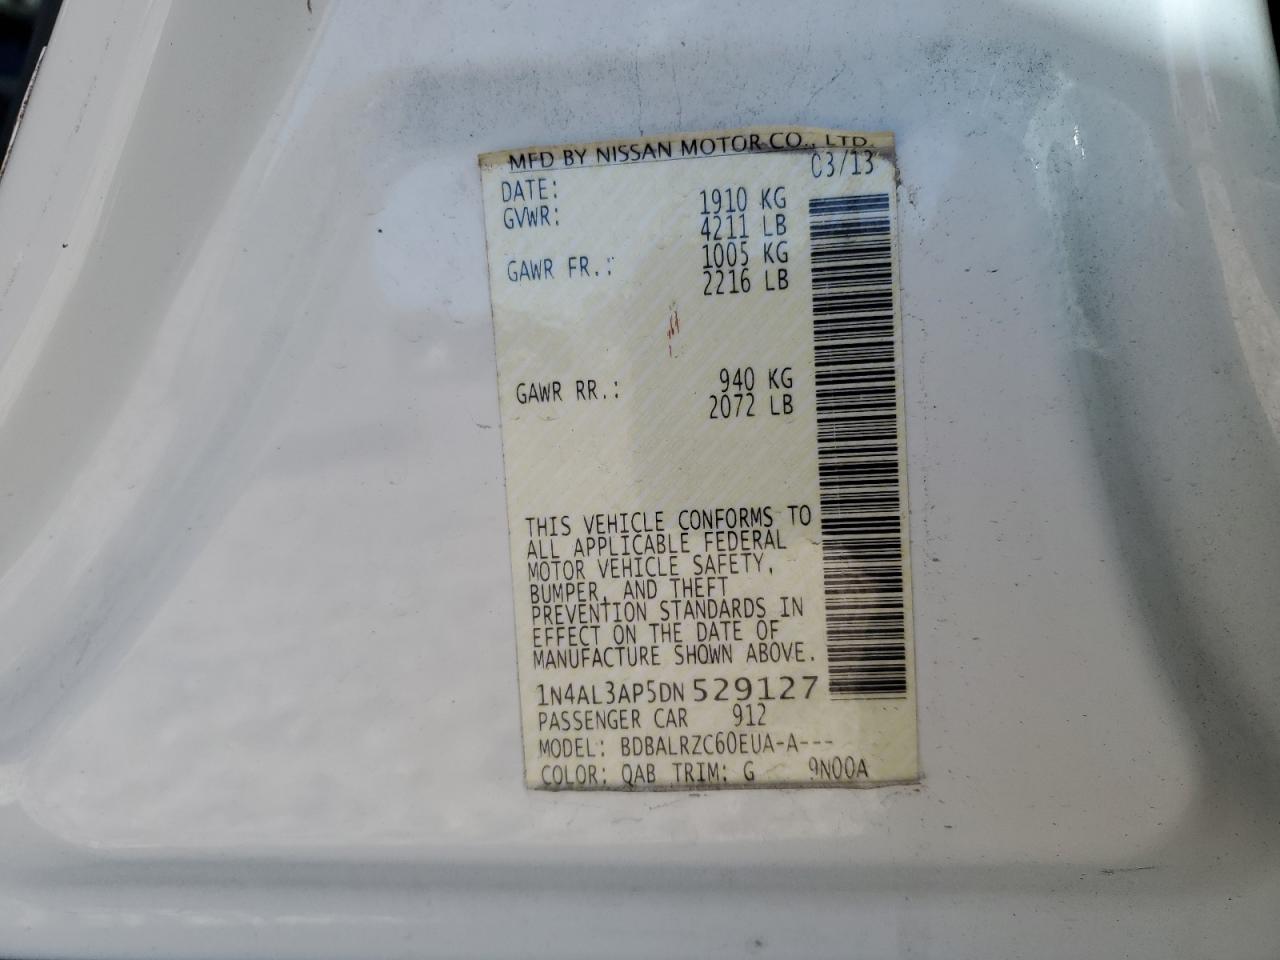 MFD BY NISSAN MOTOR CO., LTD.
DATE: 03/13
GVWR: 1910 KG
4211 LB
GAWR FR.: 1005 KG
2216 LB
GAWR RR.: 940 KG
2072 LB
THIS VEHICLE CONFORMS TO
ALL APPLICABLE FEDERAL
MOTOR VEHICLE SAFETY,
BUMPER, AND THEFT
PREVENTION STANDARDS IN
EFFECT ON THE DATE OF
MANUFACTURE SHOWN ABOVE.
1N4AL3AP5DN529127
PASSENGER CAR 912
MODEL: BDBALRZC60EUA-A---
COLOR: QAB TRIM: G 9N00A